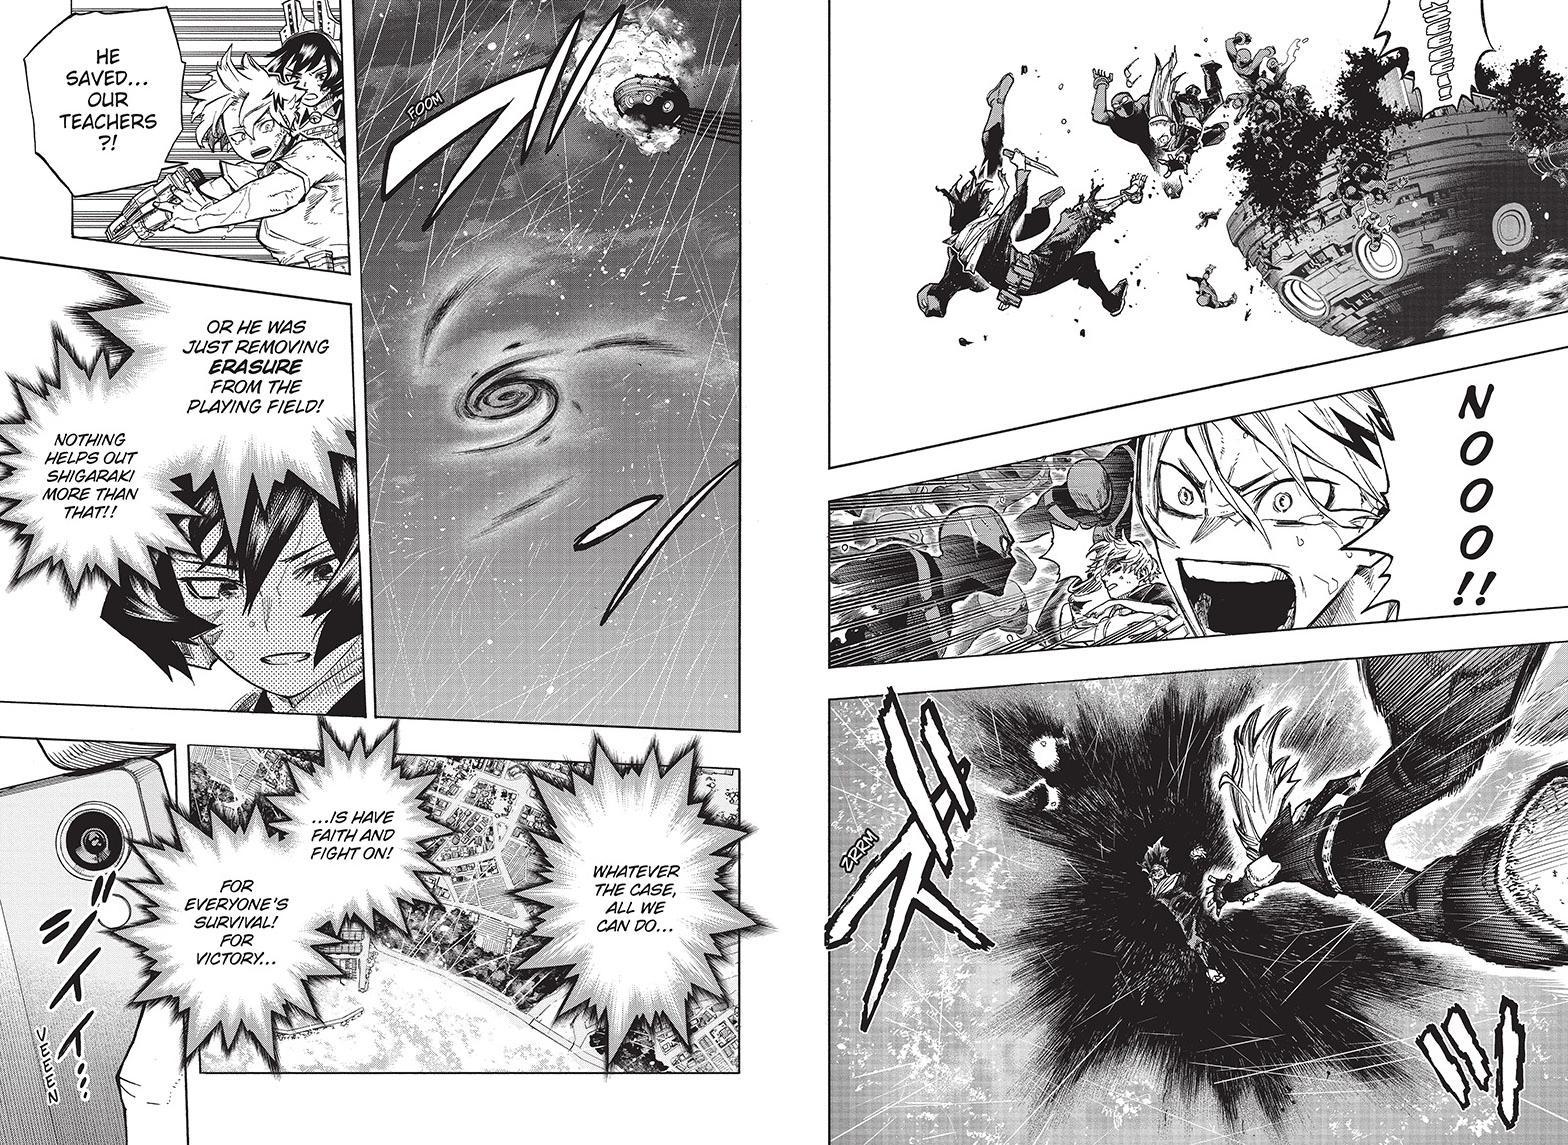 NOOO!!
ZRRM
FOOM
HE
SAVED...
OUR
TEACHERS
?!
OR HE WAS
JUST REMOVING
ERASURE
FROM THE
PLAYING FIELD!
NOTHING
HELPS OUT
SHIGARAKI
MORE THAN
THAT!!
WHATEVER
THE CASE,
ALL WE
CAN DO...
...IS HAVE
FAITH AND
FIGHT ON!
FOR
EVERYONE'S
SURVIVAL!
FOR
VICTORY...
VEEEN